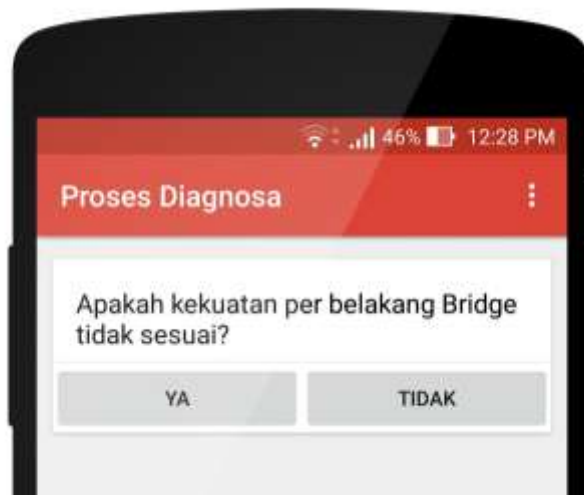 46% 12:28 PM
Proses Diagnosa
Apakah kekuatan per belakang Bridge
tidak sesuai?
YA TIDAK